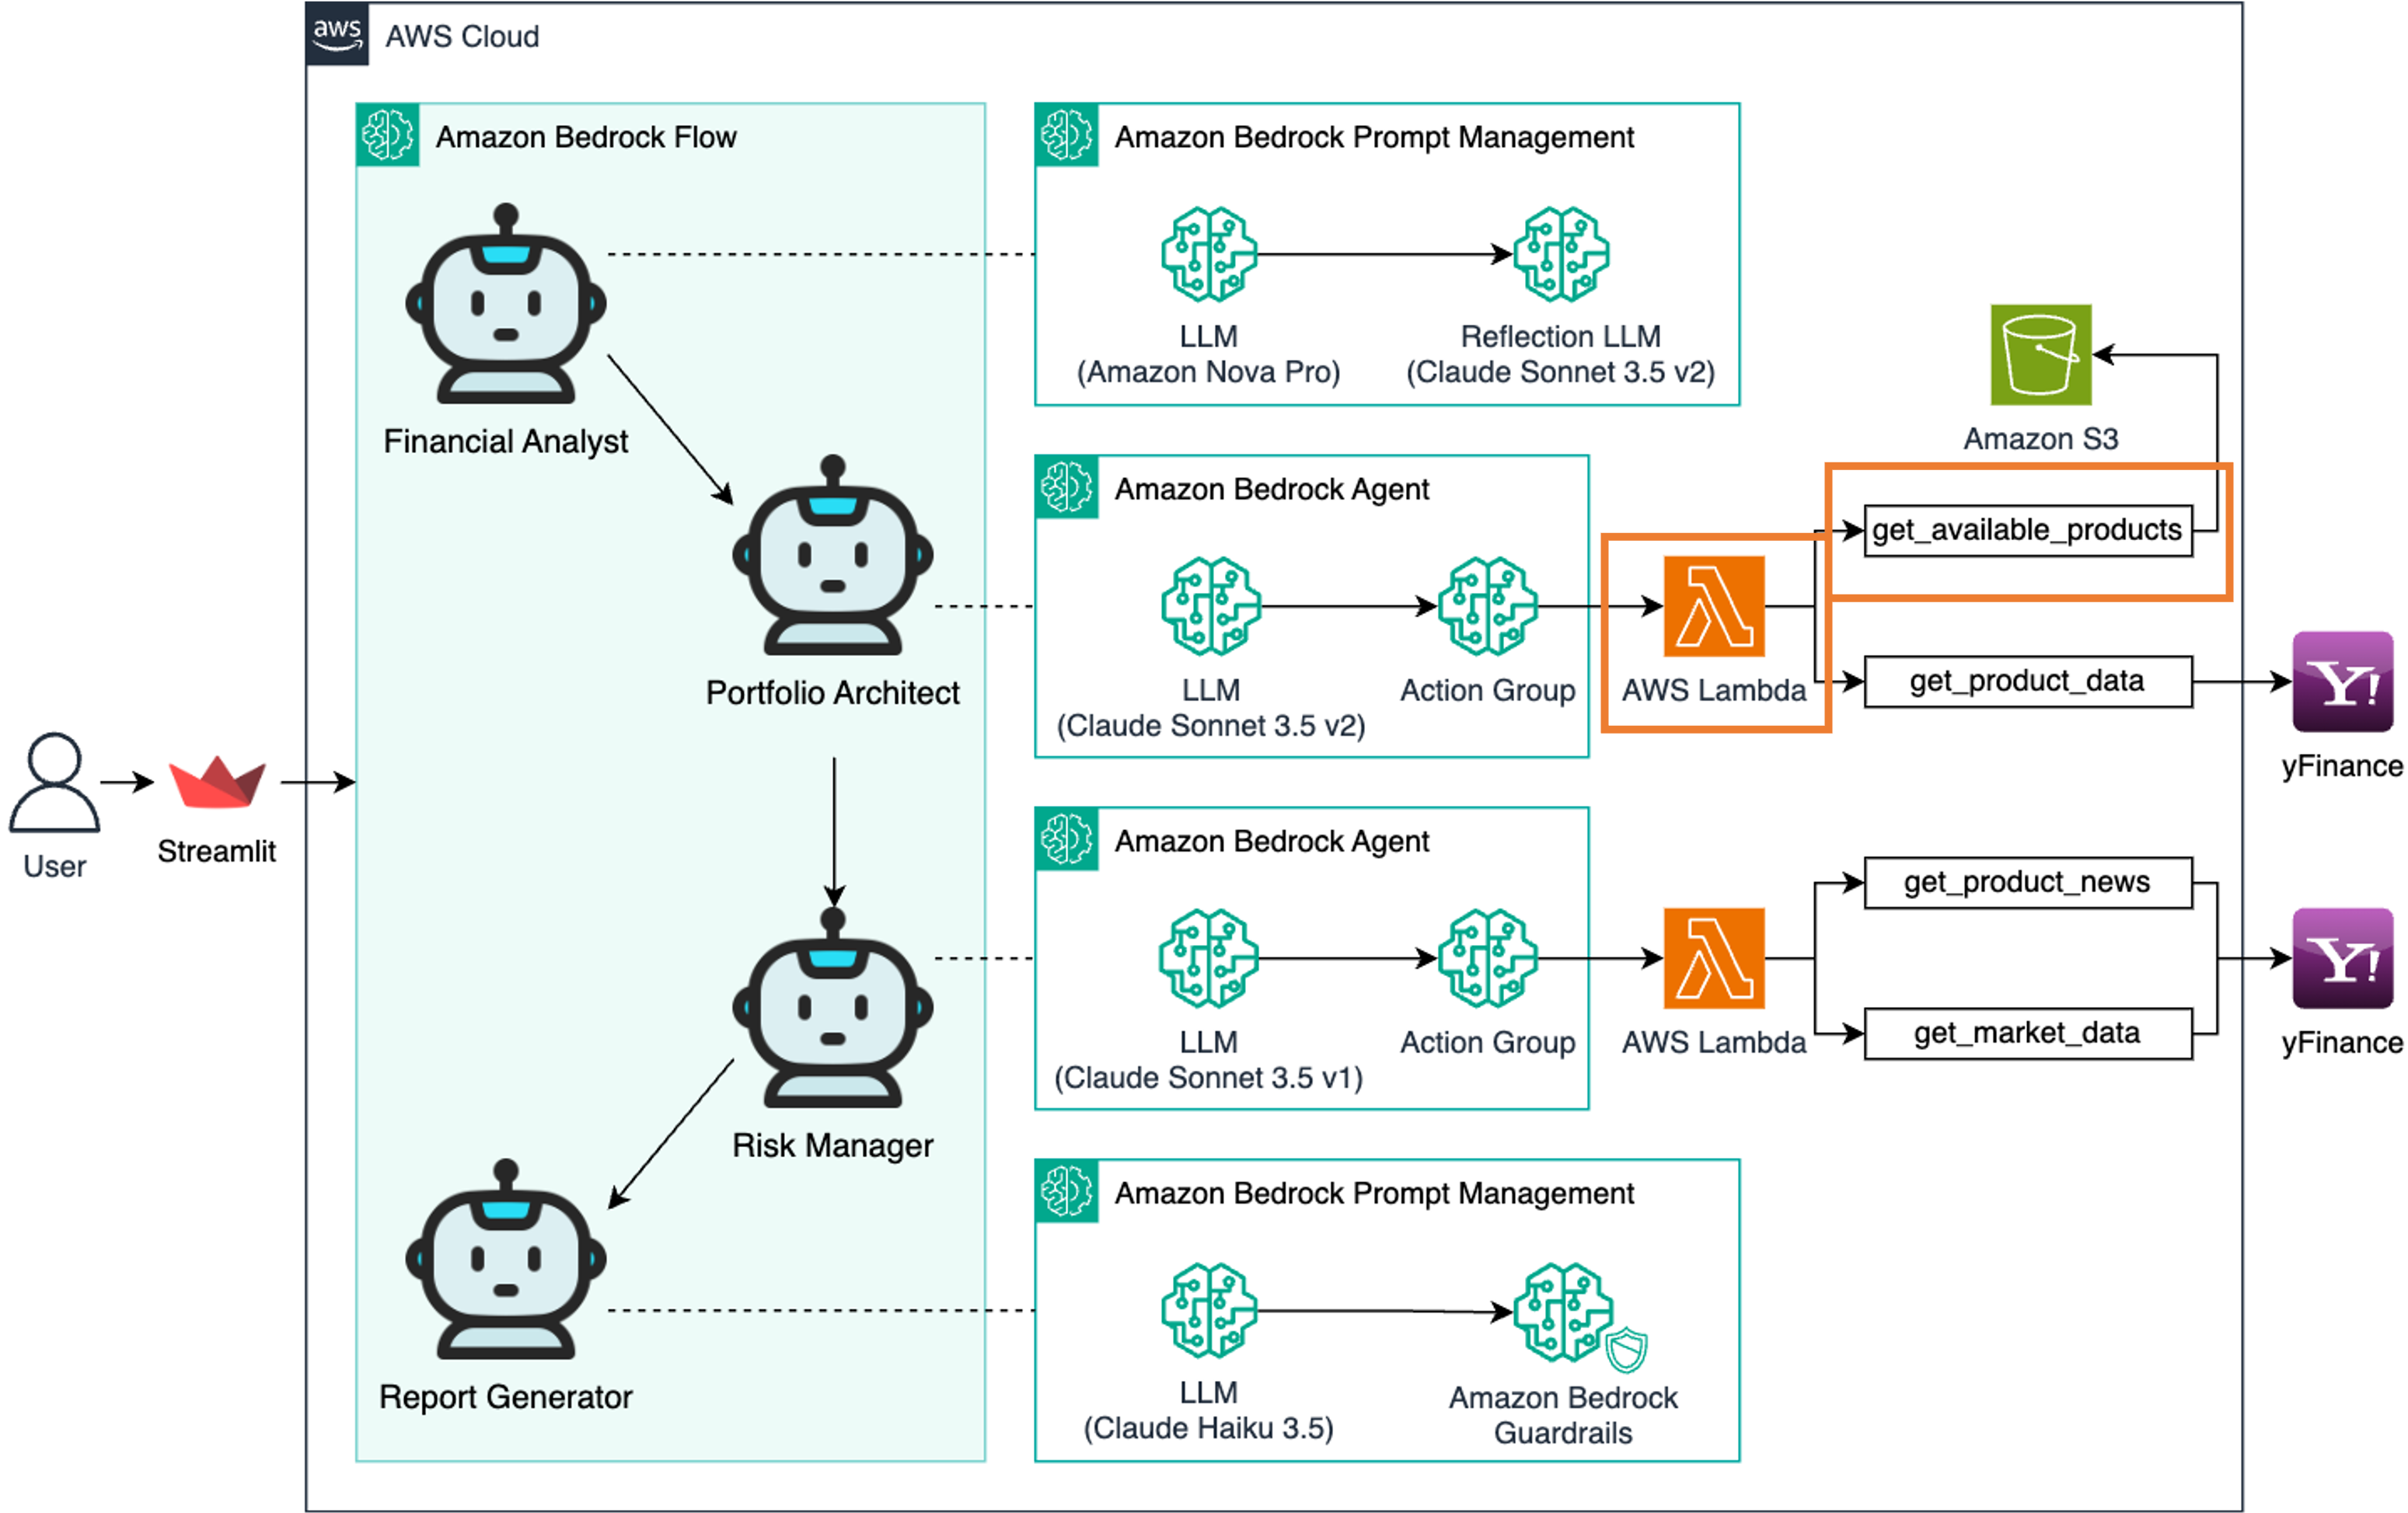 aws
AWS Cloud
Amazon Bedrock Flow
Financial Analyst
Portfolio Architect
Risk Manager
Report Generator
User
Streamlit
Amazon Bedrock Prompt Management
LLM
(Amazon Nova Pro)
Reflection LLM
(Claude Sonnet 3.5 v2)
Amazon Bedrock Agent
LLM
(Claude Sonnet 3.5 v2)
Action Group
AWS Lambda
Amazon S3
get_available_products
get_product_data
Y!
yFinance
Amazon Bedrock Agent
LLM
(Claude Sonnet 3.5 v1)
Action Group
AWS Lambda
get_product_news
get_market_data
Y!
yFinance
Amazon Bedrock Prompt Management
LLM
(Claude Haiku 3.5)
Amazon Bedrock
Guardrails